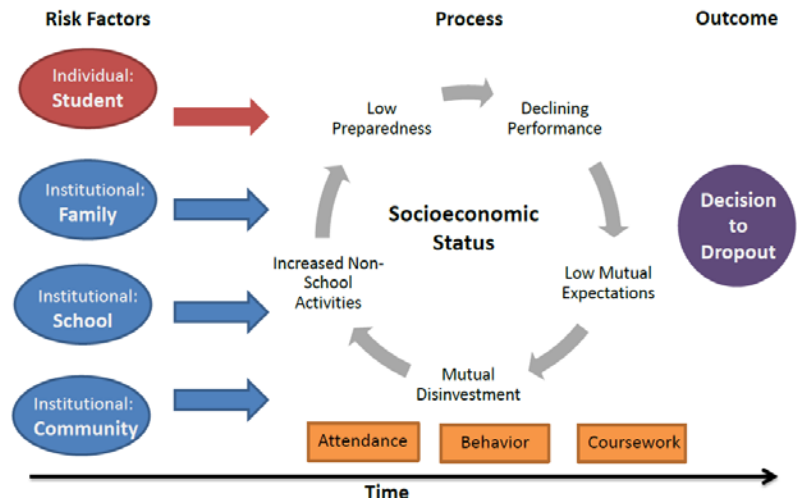 Risk Factors
Process
Outcome
Individual:
Student
Institutional:
Family
Institutional:
School
Institutional:
Community
Low
Preparedness
Declining
Performance
Socioeconomic
Status
Increased Non-
School
Activities
Low Mutual
Expectations
Mutual
Disinvestment
Decision
to
Dropout
Attendance
Behavior
Coursework
Time